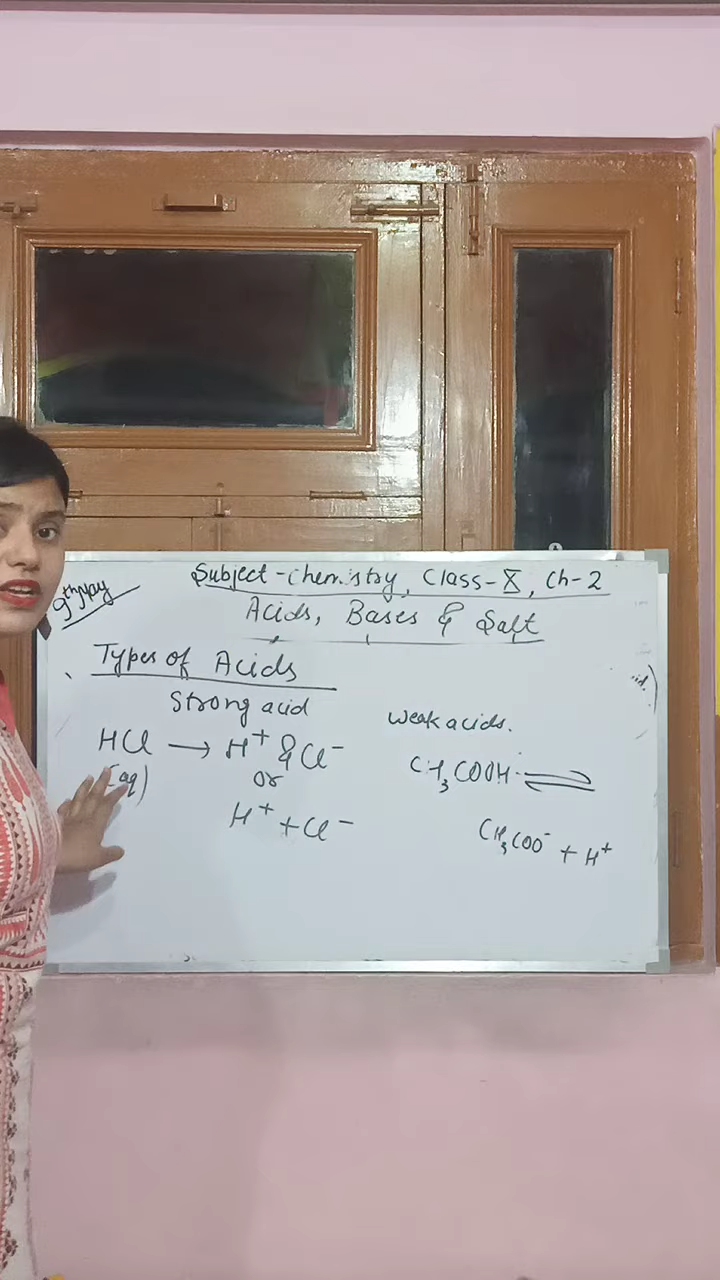 9th May
Subject-Chemistry, Class-X, Ch-2
Acids, Bases & Salt
Types of Acids
Strong acid
HCl → H⁺ & Cl⁻
(aq)
or
H⁺ + Cl⁻
Weak acids.
CH₃COOH ⇌
CH₃COO⁻ + H⁺